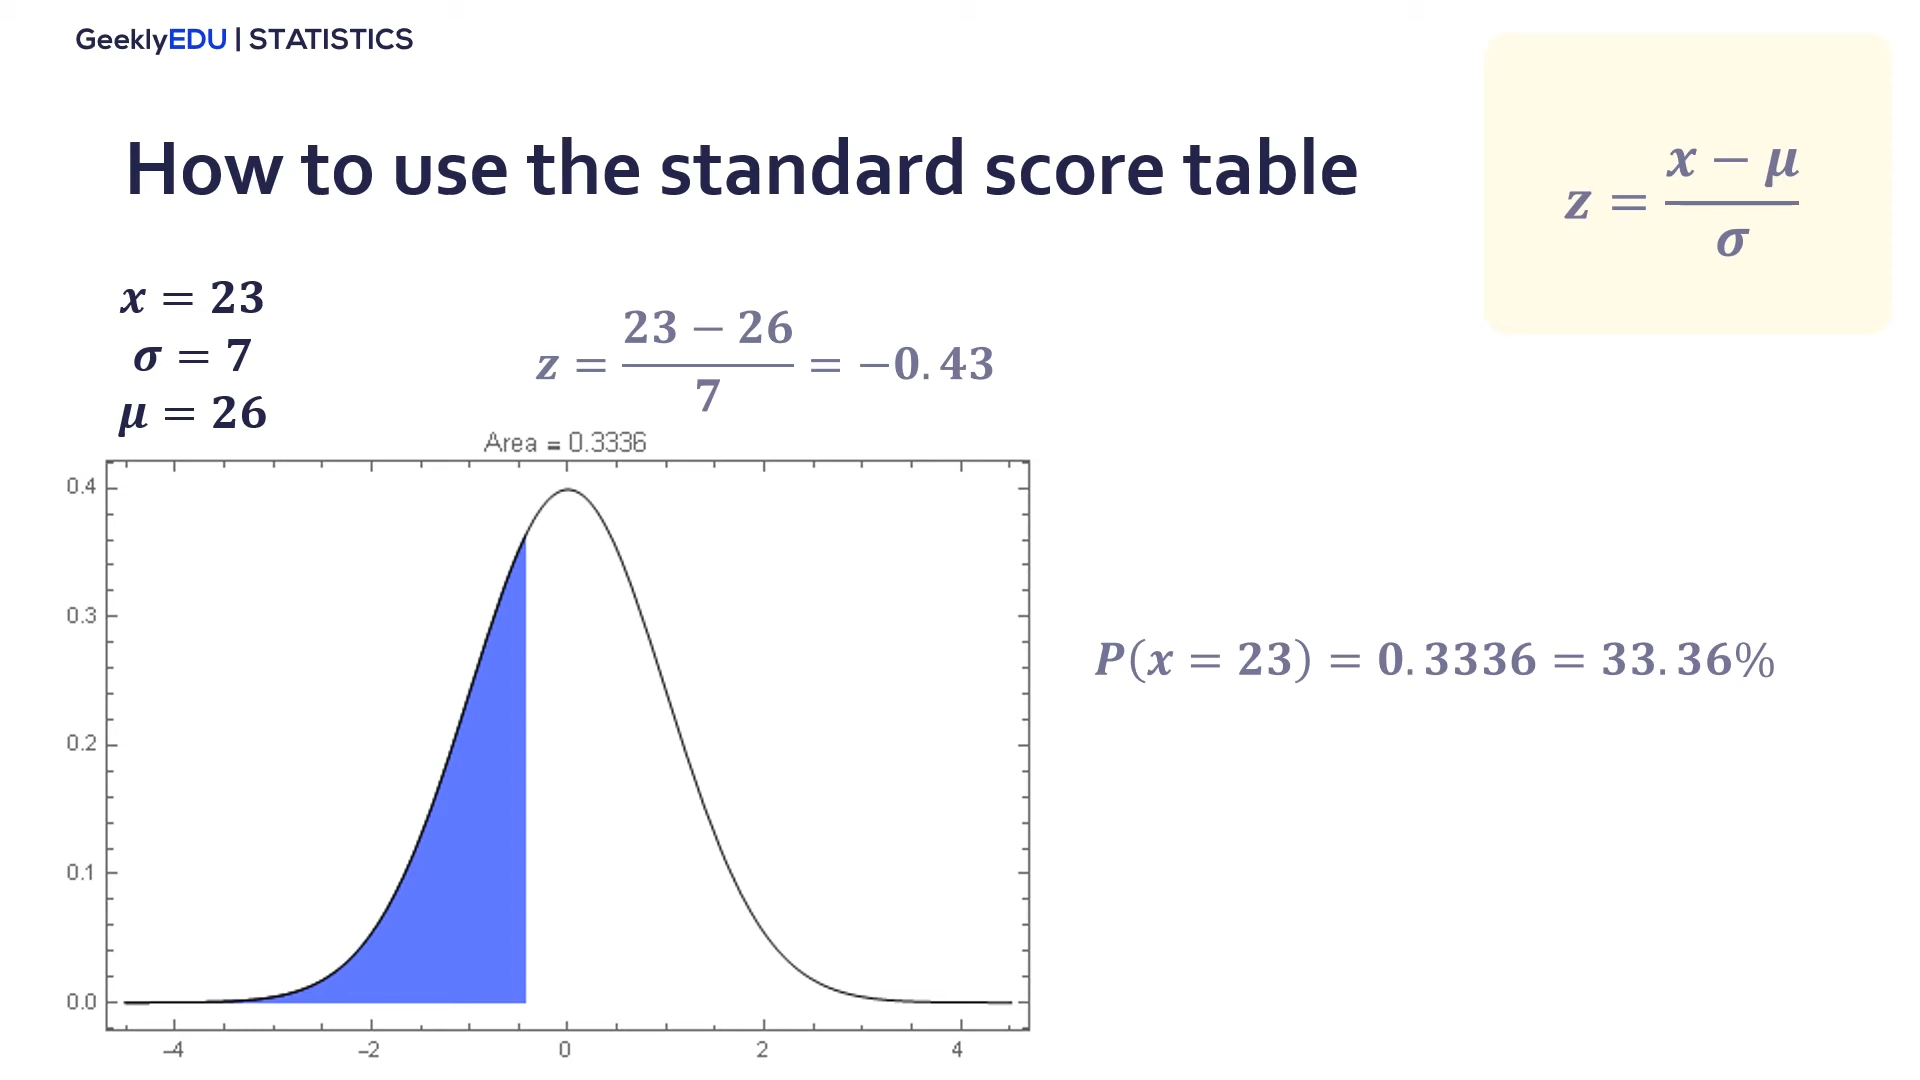 GeeklyEDU | STATISTICS
How to use the standard score table
z = \frac{x − μ}{σ}
x = 23
σ = 7
μ = 26
z = \frac{23 − 26}{7} = −0.43
Area = 0.3336
0.4
0.3
0.2
0.1
0.0
−4 −2 0 2 4
P(x = 23) = 0.3336 = 33.36%